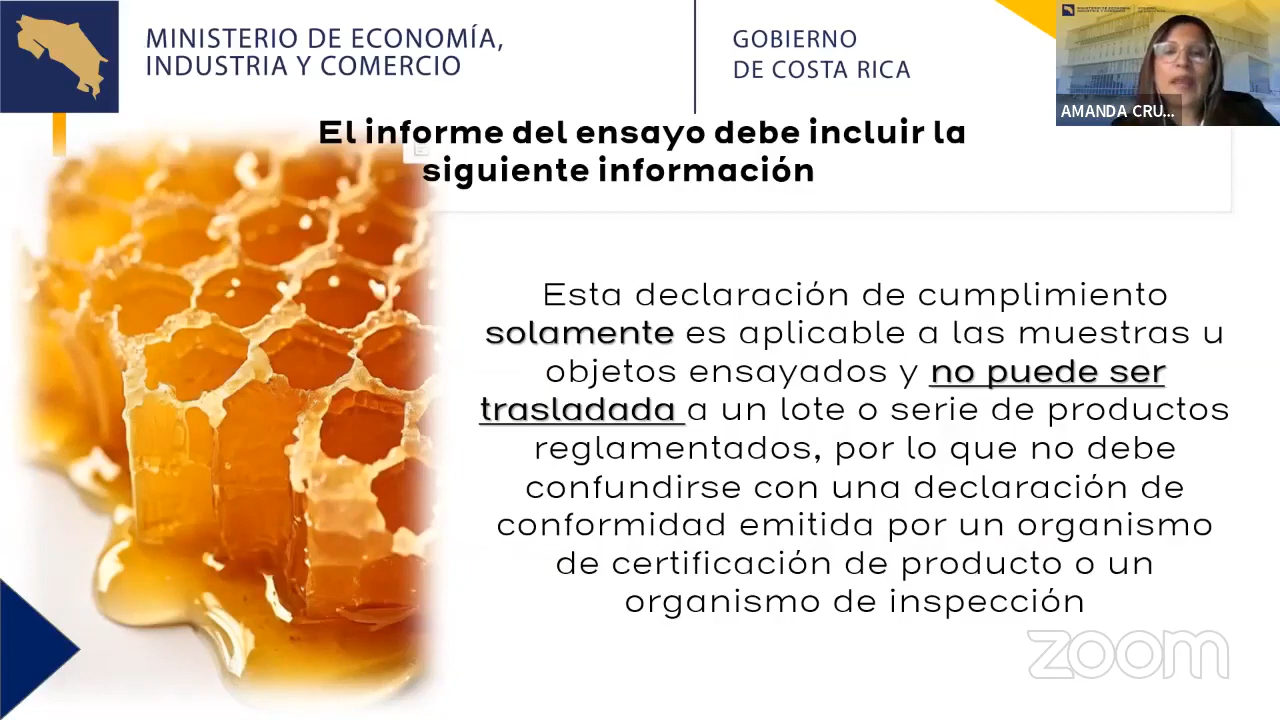 MINISTERIO DE ECONOMÍA,
INDUSTRIA Y COMERCIO
GOBIERNO
DE COSTA RICA
AMANDA CRU...
El informe del ensayo debe incluir la
siguiente información
Esta declaración de cumplimiento
solamente es aplicable a las muestras u
objetos ensayados y no puede ser
trasladada a un lote o serie de productos
reglamentados, por lo que no debe
confundirse con una declaración de
conformidad emitida por un organismo
de certificación de producto o un
organismo de inspección
zoom